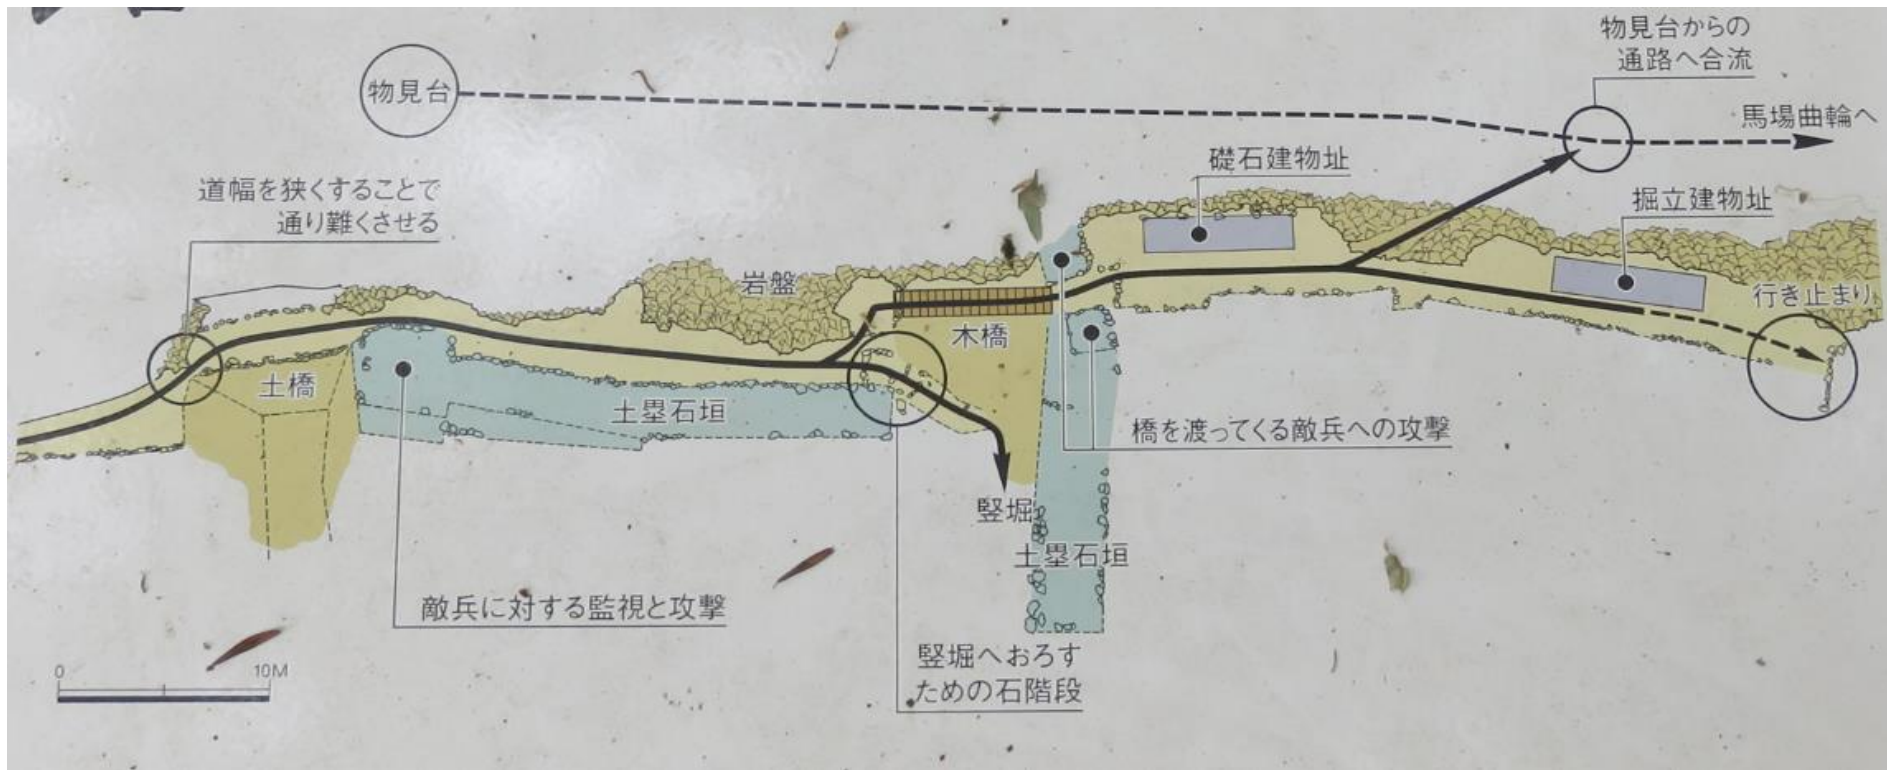 物見台からの
通路へ合流
物見台
馬場曲輪へ
礎石建物址
道幅を狭くすることで
通り難くさせる
掘立建物址
岩盤
行き止まり
木橋
土橋
土塁石垣
橋を渡ってくる敵兵への攻撃
竪堀
土塁石垣
敵兵に対する監視と攻撃
竪堀へおろす
ための石階段
0 10M